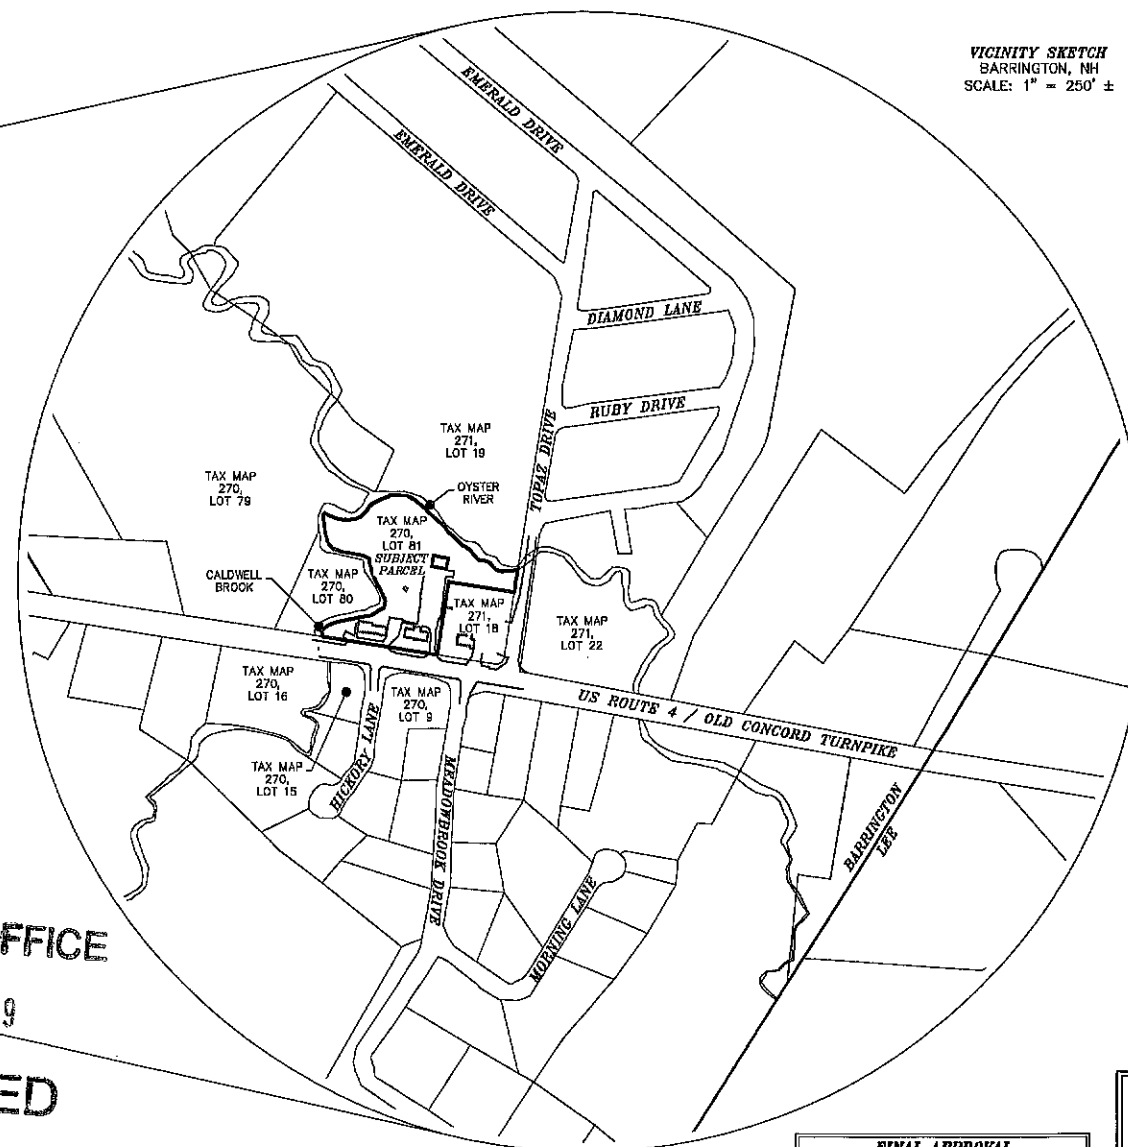 VICINITY SKETCH
BARRINGTON, NH
SCALE: 1" = 250' ±
EMERALD DRIVE
EMERALD DRIVE
DIAMOND LANE
RUBY DRIVE
TOPAZ DRIVE
TAX MAP
271,
LOT 19
OYSTER
RIVER
TAX MAP
270,
LOT 79
TAX MAP
270,
LOT 81
SUBJECT
PARCEL
CALDWELL
BROOK
TAX MAP
270,
LOT 80
TAX MAP
271,
LOT 18
TAX MAP
271,
LOT 22
TAX MAP
270,
LOT 16
TAX MAP
270,
LOT 9
US ROUTE 4 / OLD CONCORD TURNPIKE
TAX MAP
270,
LOT 15
HICKORY LANE
MEADOWBROOK DRIVE
BARRINGTON
LEE
MORNING LANE
FFICE
9
ED
FINAL APPROVAL